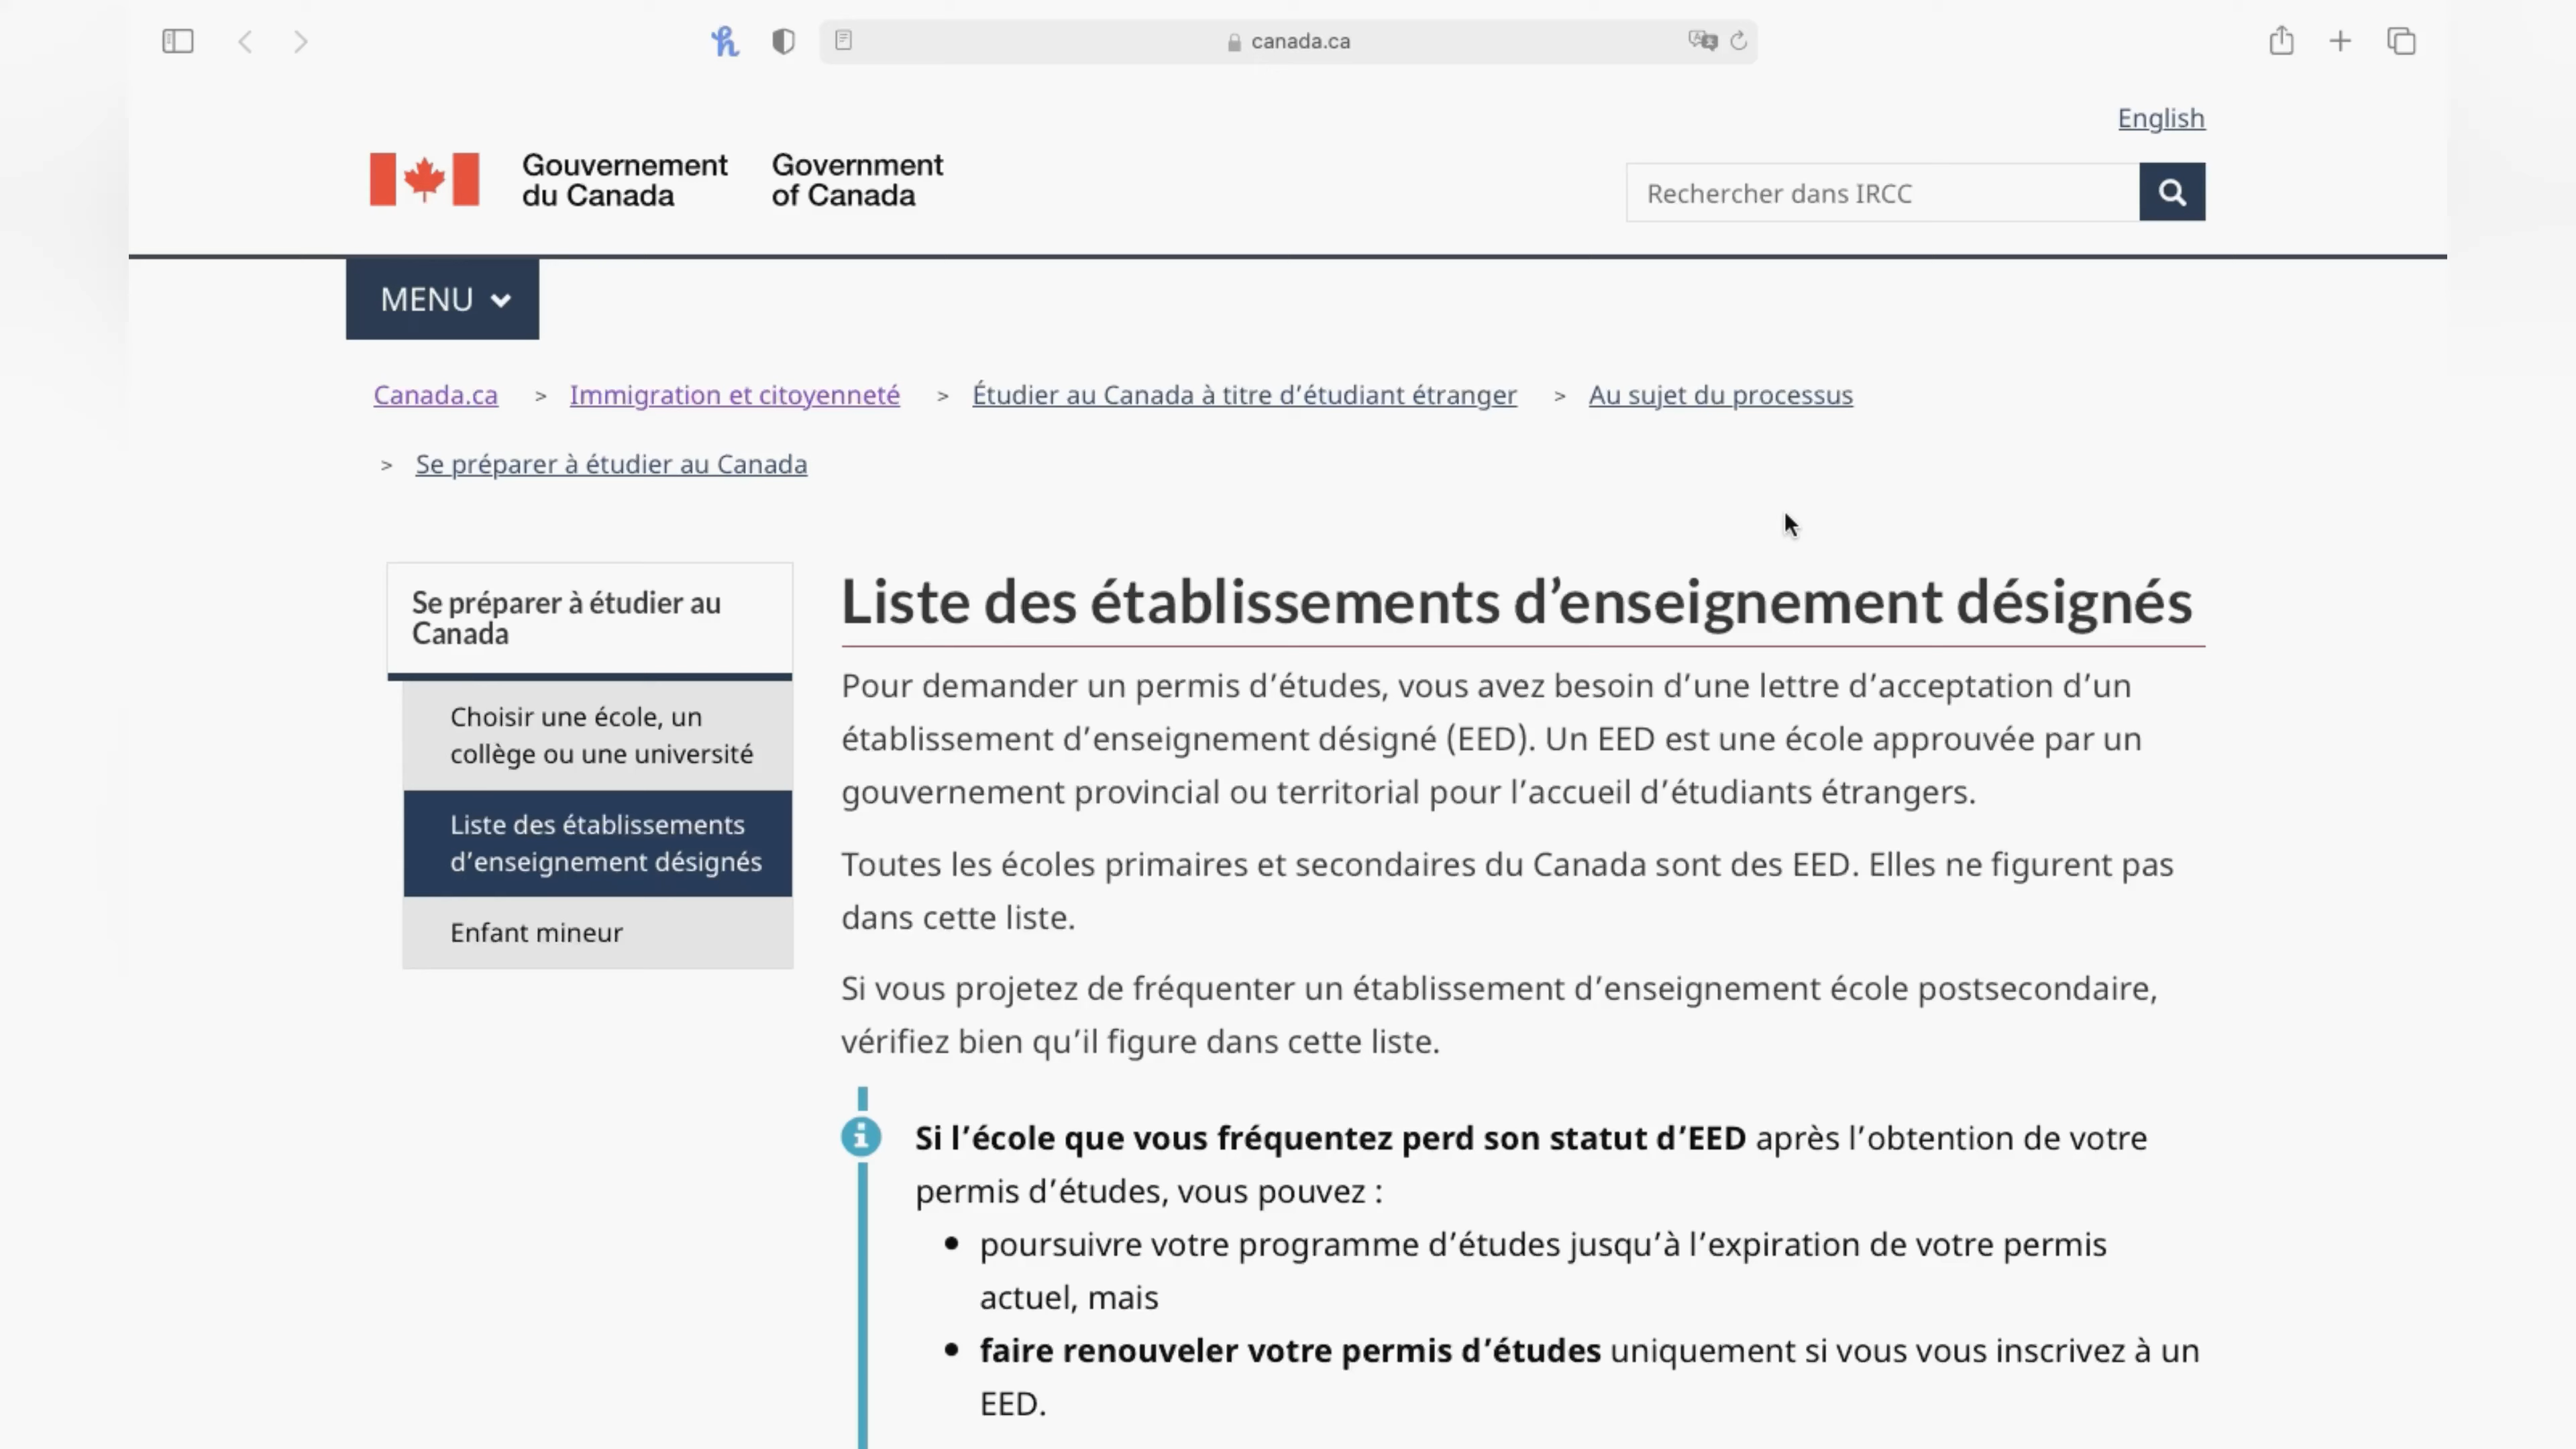 canada.ca
English
Gouvernement
du Canada
Government
of Canada
Rechercher dans IRCC
MENU
Canada.ca > Immigration et citoyenneté > Étudier au Canada à titre d’étudiant étranger > Au sujet du processus
> Se préparer à étudier au Canada
Se préparer à étudier au
Canada
Choisir une école, un
collège ou une université
Liste des établissements
d’enseignement désignés
Enfant mineur
Liste des établissements d’enseignement désignés
Pour demander un permis d’études, vous avez besoin d’une lettre d’acceptation d’un
établissement d’enseignement désigné (EED). Un EED est une école approuvée par un
gouvernement provincial ou territorial pour l’accueil d’étudiants étrangers.
Toutes les écoles primaires et secondaires du Canada sont des EED. Elles ne figurent pas
dans cette liste.
Si vous projetez de fréquenter un établissement d’enseignement école postsecondaire,
vérifiez bien qu’il figure dans cette liste.
Si l’école que vous fréquentez perd son statut d’EED après l’obtention de votre
permis d’études, vous pouvez :
• poursuivre votre programme d’études jusqu’à l’expiration de votre permis
actuel, mais
• faire renouveler votre permis d’études uniquement si vous vous inscrivez à un
EED.